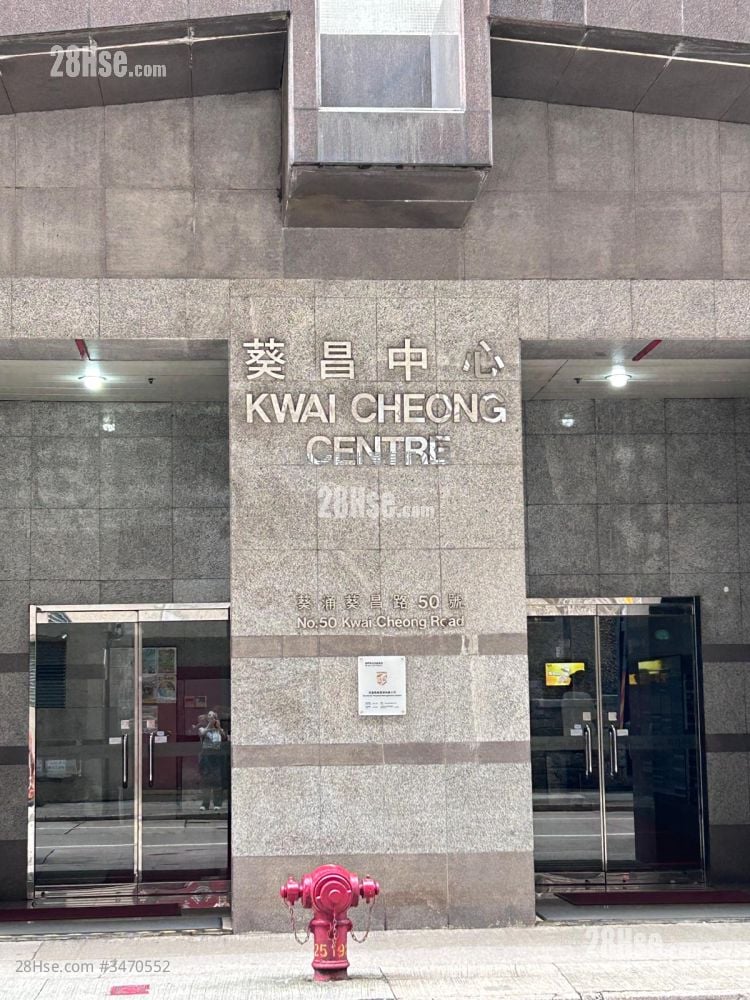 28Hse.com
葵昌中心
KWAI CHEONG
CENTRE
28Hse.com
葵涌葵昌路50號
No.50 Kwai Cheong Road
28Hse.com #3470552
28Hse.com